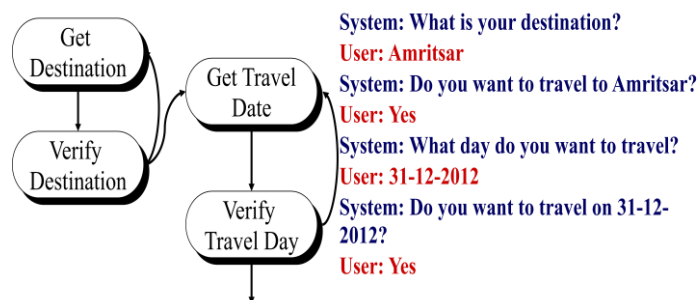 Get
Destination
Verify
Destination
Get Travel
Date
Verify
Travel Day
System: What is your destination?
User: Amritsar
System: Do you want to travel to Amritsar?
User: Yes
System: What day do you want to travel?
User: 31-12-2012
System: Do you want to travel on 31-12-
2012?
User: Yes